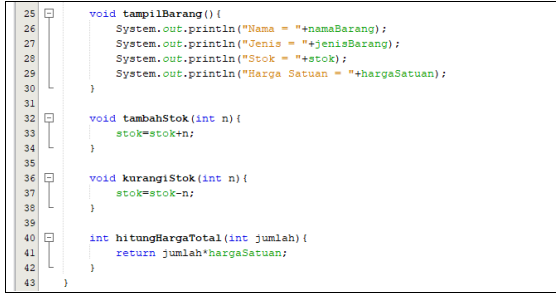 25 void tampilBarang(){
26 System.out.println("Nama = "+namaBarang);
27 System.out.println("Jenis = "+jenisBarang);
28 System.out.println("Stok = "+stok);
29 System.out.println("Harga Satuan = "+hargaSatuan);
30 }
31
32 void tambahStok(int n){
33 stok=stok+n;
34 }
35
36 void kurangiStok(int n){
37 stok=stok-n;
38 }
39
40 int hitungHargaTotal(int jumlah){
41 return jumlah*hargaSatuan;
42 }
43 }